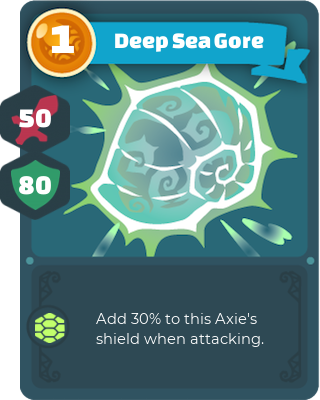 1
Deep Sea Gore
50
80
Add 30% to this Axie's
shield when attacking.